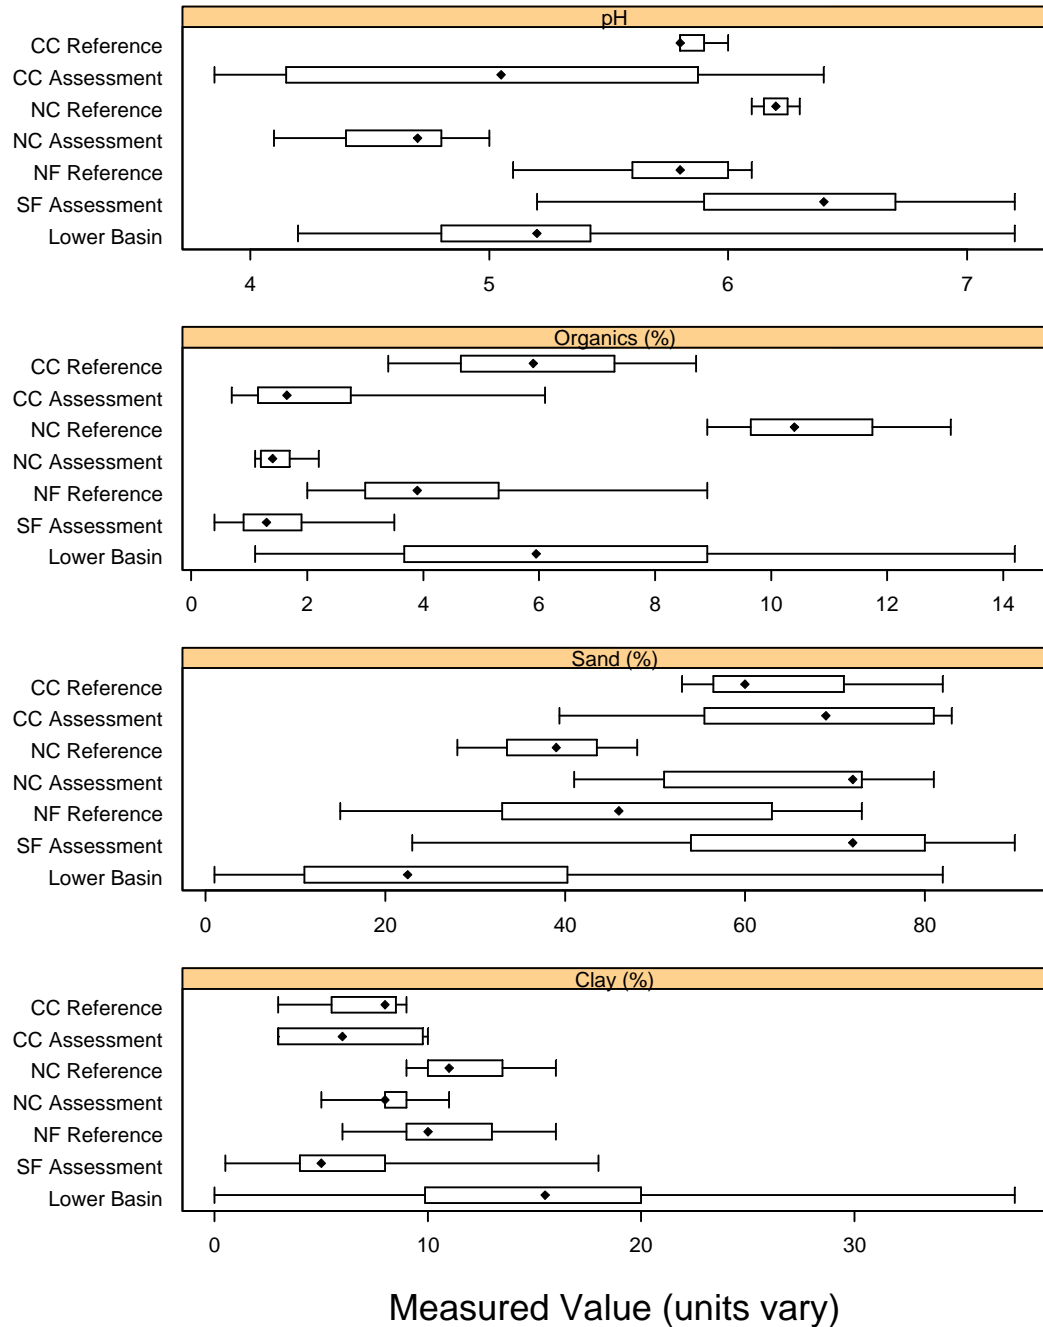 pH
CC Reference
CC Assessment
NC Reference
NC Assessment
NF Reference
SF Assessment
Lower Basin
4 5 6 7
Organics (%)
CC Reference
CC Assessment
NC Reference
NC Assessment
NF Reference
SF Assessment
Lower Basin
0 2 4 6 8 10 12 14
Sand (%)
CC Reference
CC Assessment
NC Reference
NC Assessment
NF Reference
SF Assessment
Lower Basin
0 20 40 60 80
Clay (%)
CC Reference
CC Assessment
NC Reference
NC Assessment
NF Reference
SF Assessment
Lower Basin
0 10 20 30
Measured Value (units vary)